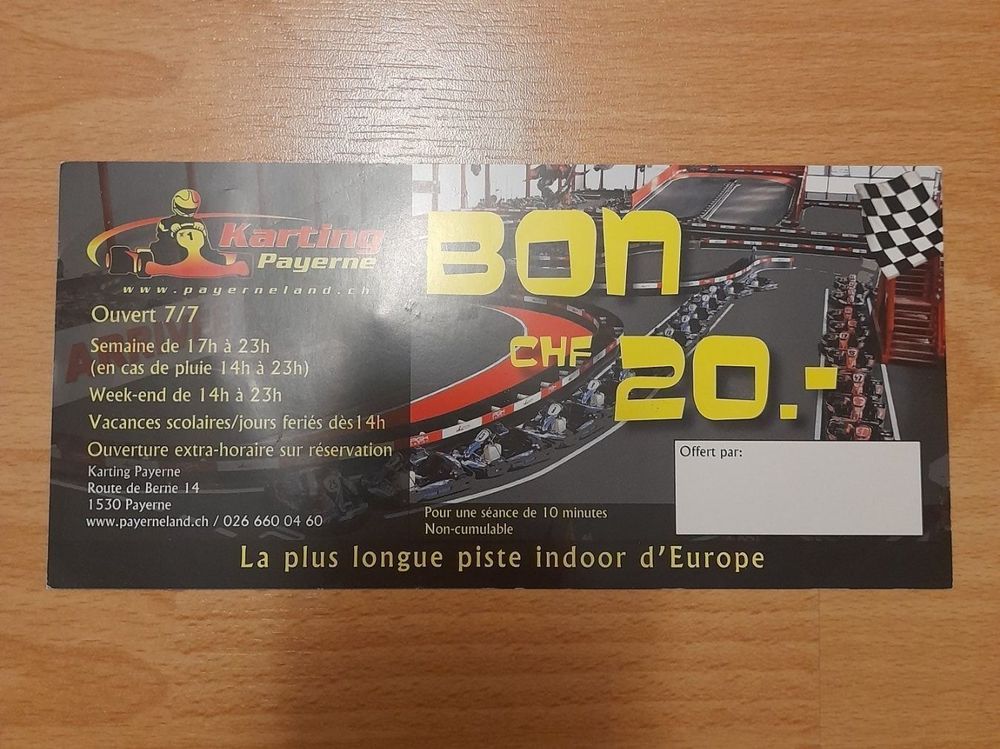 Karting
Payerne
www.payerneland.ch
Ouvert 7/7
Semaine de 17h à 23h
(en cas de pluie 14h à 23h)
Week-end de 14h à 23h
Vacances scolaires/jours feriés dès14h
Ouverture extra-horaire sur réservation
Karting Payerne
Route de Berne 14
1530 Payerne
www.payerneland.ch / 026 660 04 60
BON
CHF 20.-
Offert par:
Pour une séance de 10 minutes
Non-cumulable
La plus longue piste indoor d'Europe